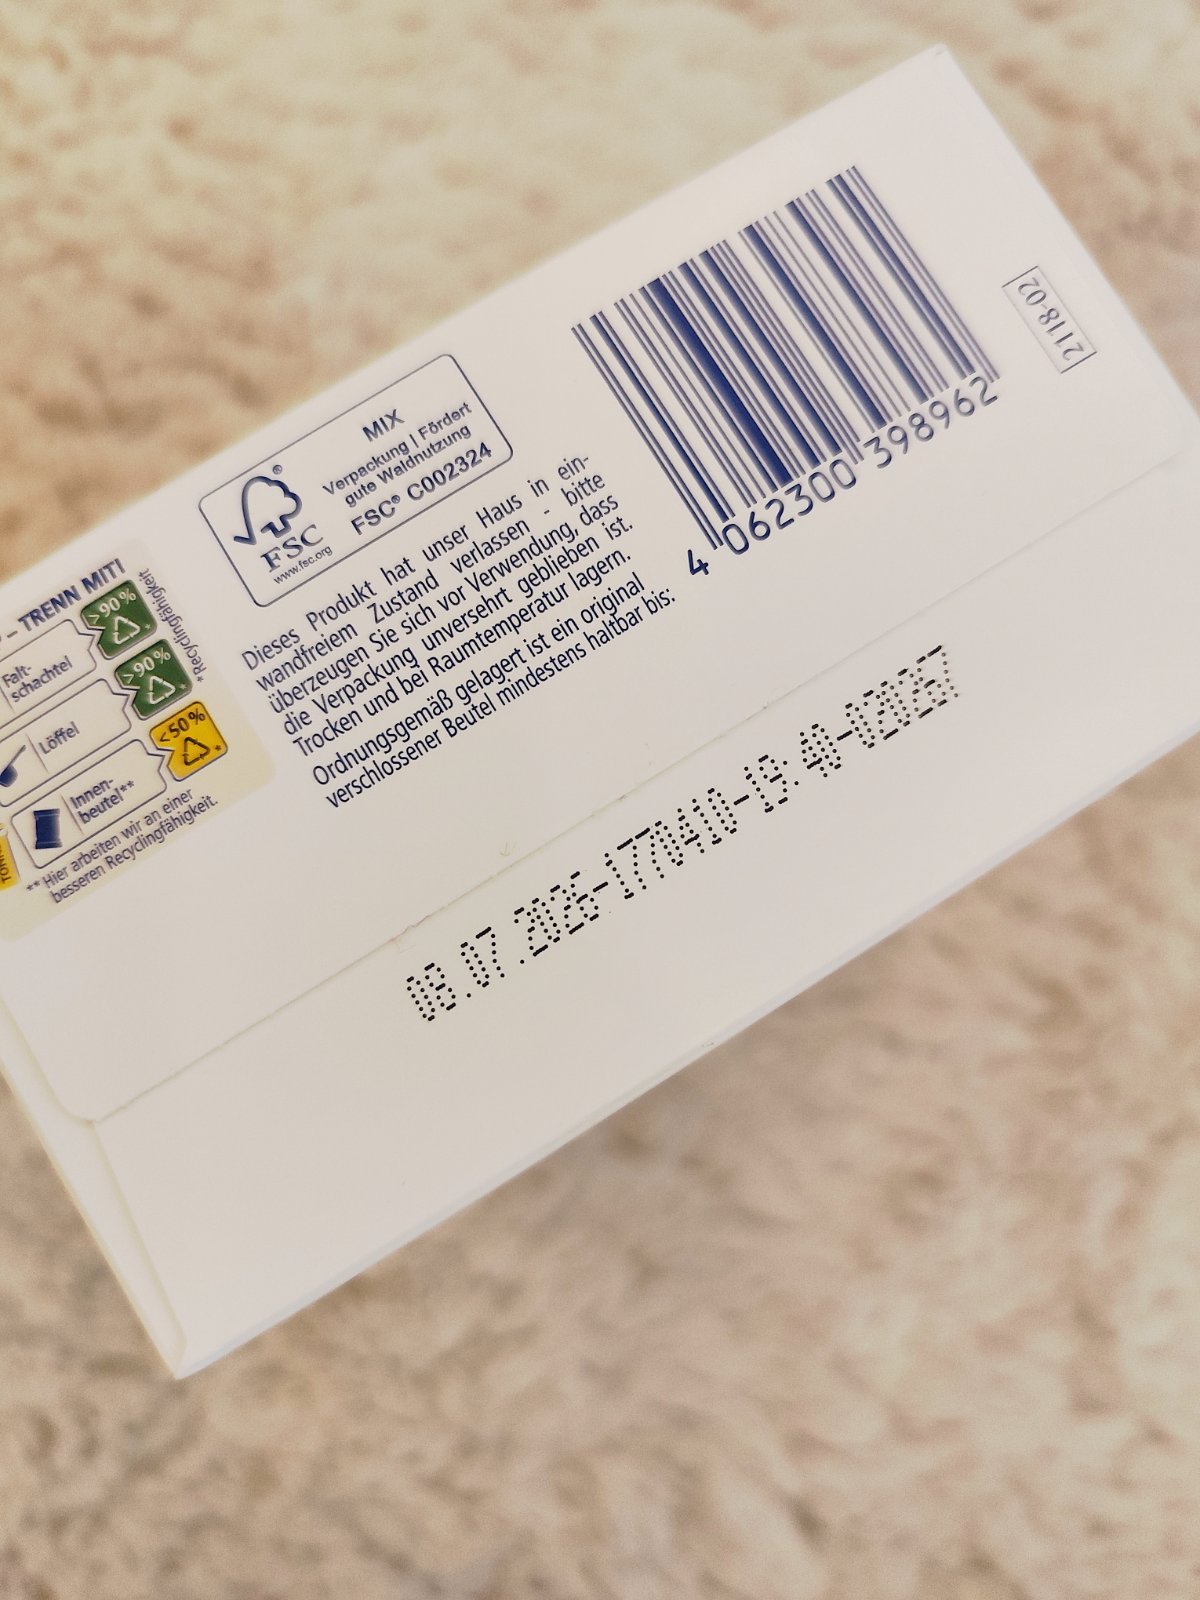 – TRENN MIT!
>90%
Falt-
schachtel
>90%
Löffel
*Recyclingfähigkeit
<50%
*
Innen-
beutel**
**Hier arbeiten wir an einer
besseren Recyclingfähigkeit.
FSC
®
www.fsc.org
MIX
Verpackung | Fördert
gute Waldnutzung
FSC® C002324
Dieses Produkt hat unser Haus in ein-
wandfreiem Zustand verlassen - bitte
überzeugen Sie sich vor Verwendung, dass
die Verpackung unversehrt geblieben ist.
Trocken und bei Raumtemperatur lagern.
Ordnungsgemäß gelagert ist ein original
verschlossener Beutel mindestens haltbar bis:
4 062300 398962
2118-02
08.07.2026-1770410-19:40-020267